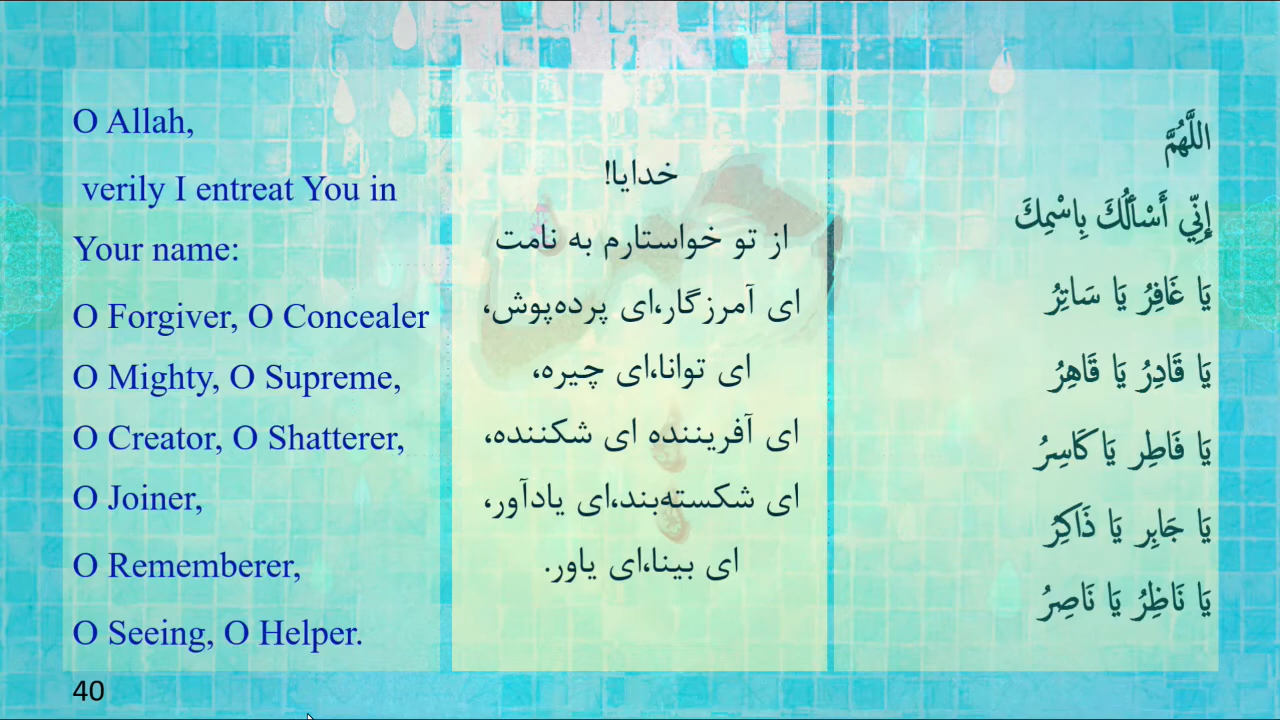 O Allah,
verily I entreat You in
Your name:
O Forgiver, O Concealer
O Mighty, O Supreme,
O Creator, O Shatterer,
O Joiner,
O Rememberer,
O Seeing, O Helper.
خدایا!
از تو خواستارم به نامت
ای آمرزگار،ای پرده‌پوش،
ای توانا،ای چیره،
ای آفریننده ای شکننده،
ای شکسته‌بند،ای یادآور،
ای بینا،ای یاور.
اللَّهُمَّ
إِنِّي أَسْأَلُكَ بِاسْمِكَ
يَا غَافِرُ يَا سَاتِرُ
يَا قَادِرُ يَا قَاهِرُ
يَا فَاطِر يَا كَاسِرُ
يَا جَابِر يَا ذَاكِرُ
يَا نَاظِرُ يَا نَاصِرُ
40